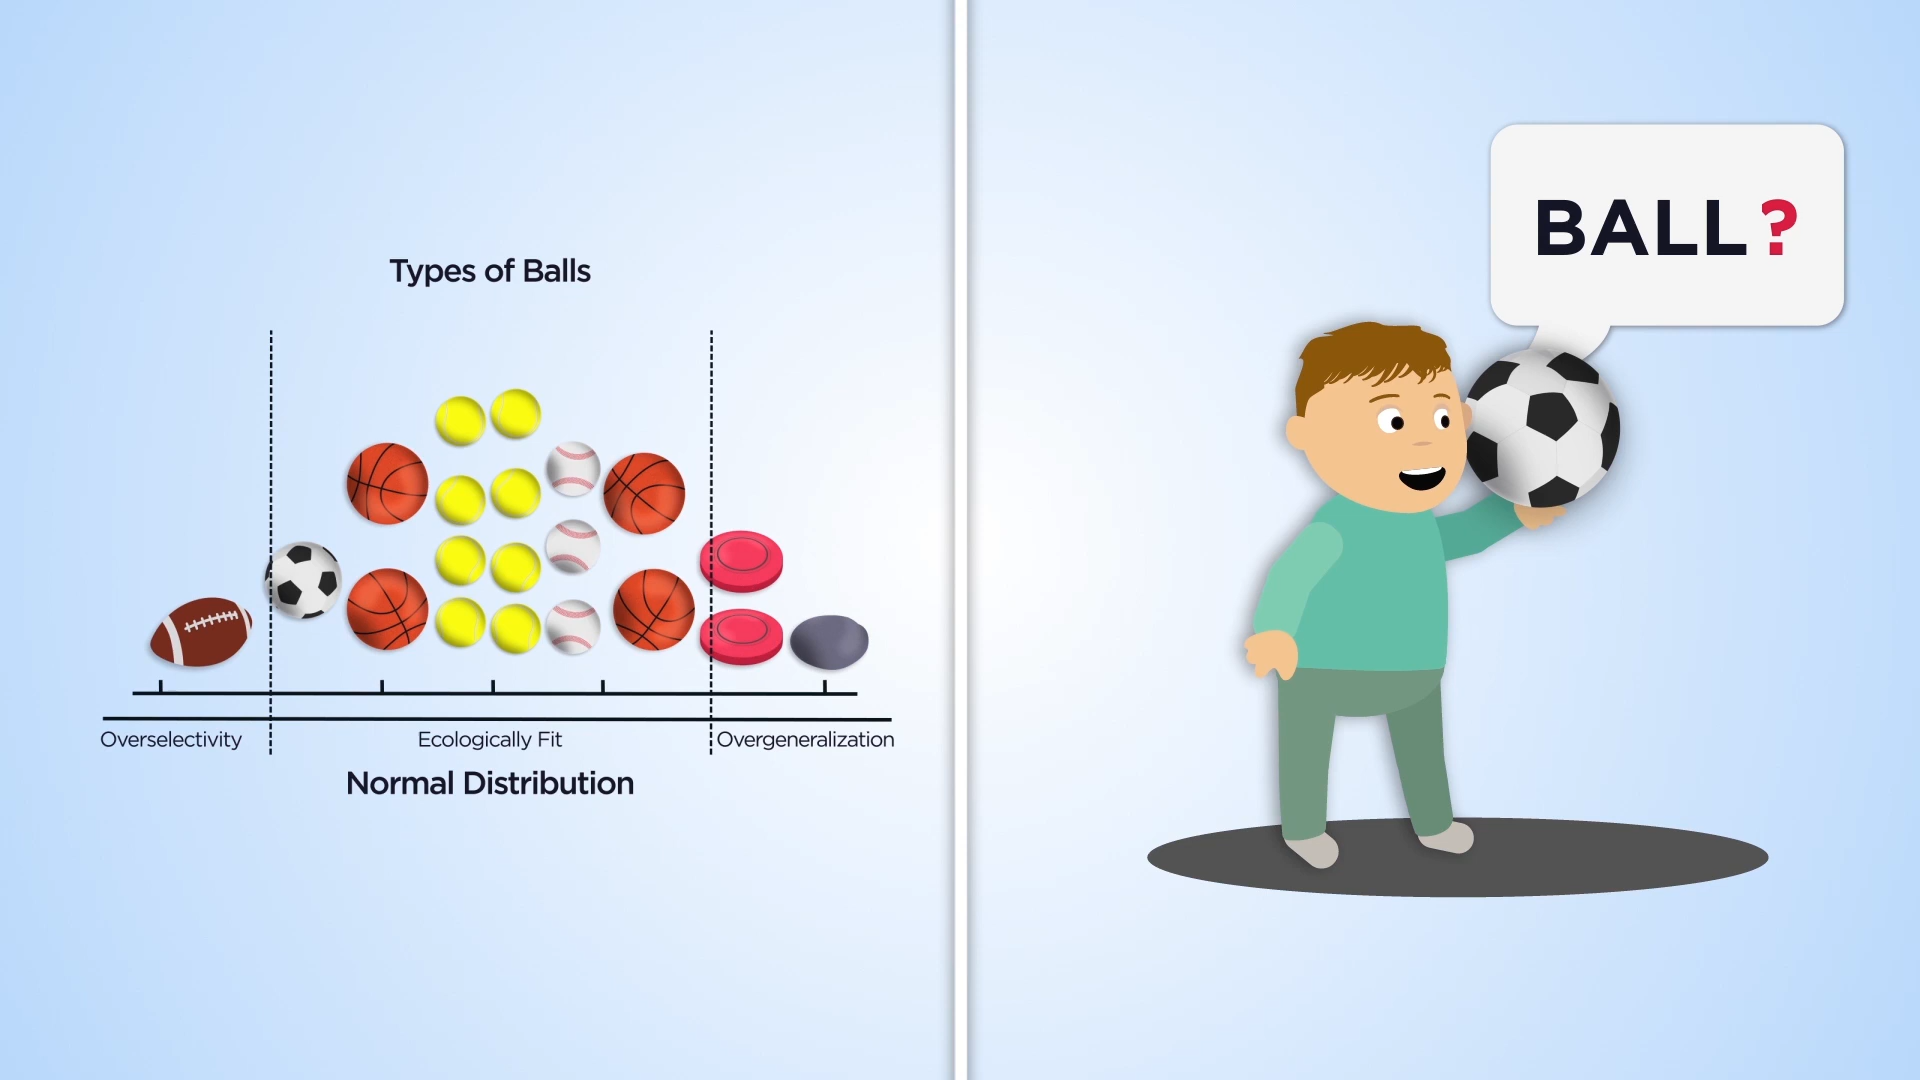 Types of Balls
Overselectivity
Ecologically Fit
Overgeneralization
Normal Distribution
BALL?